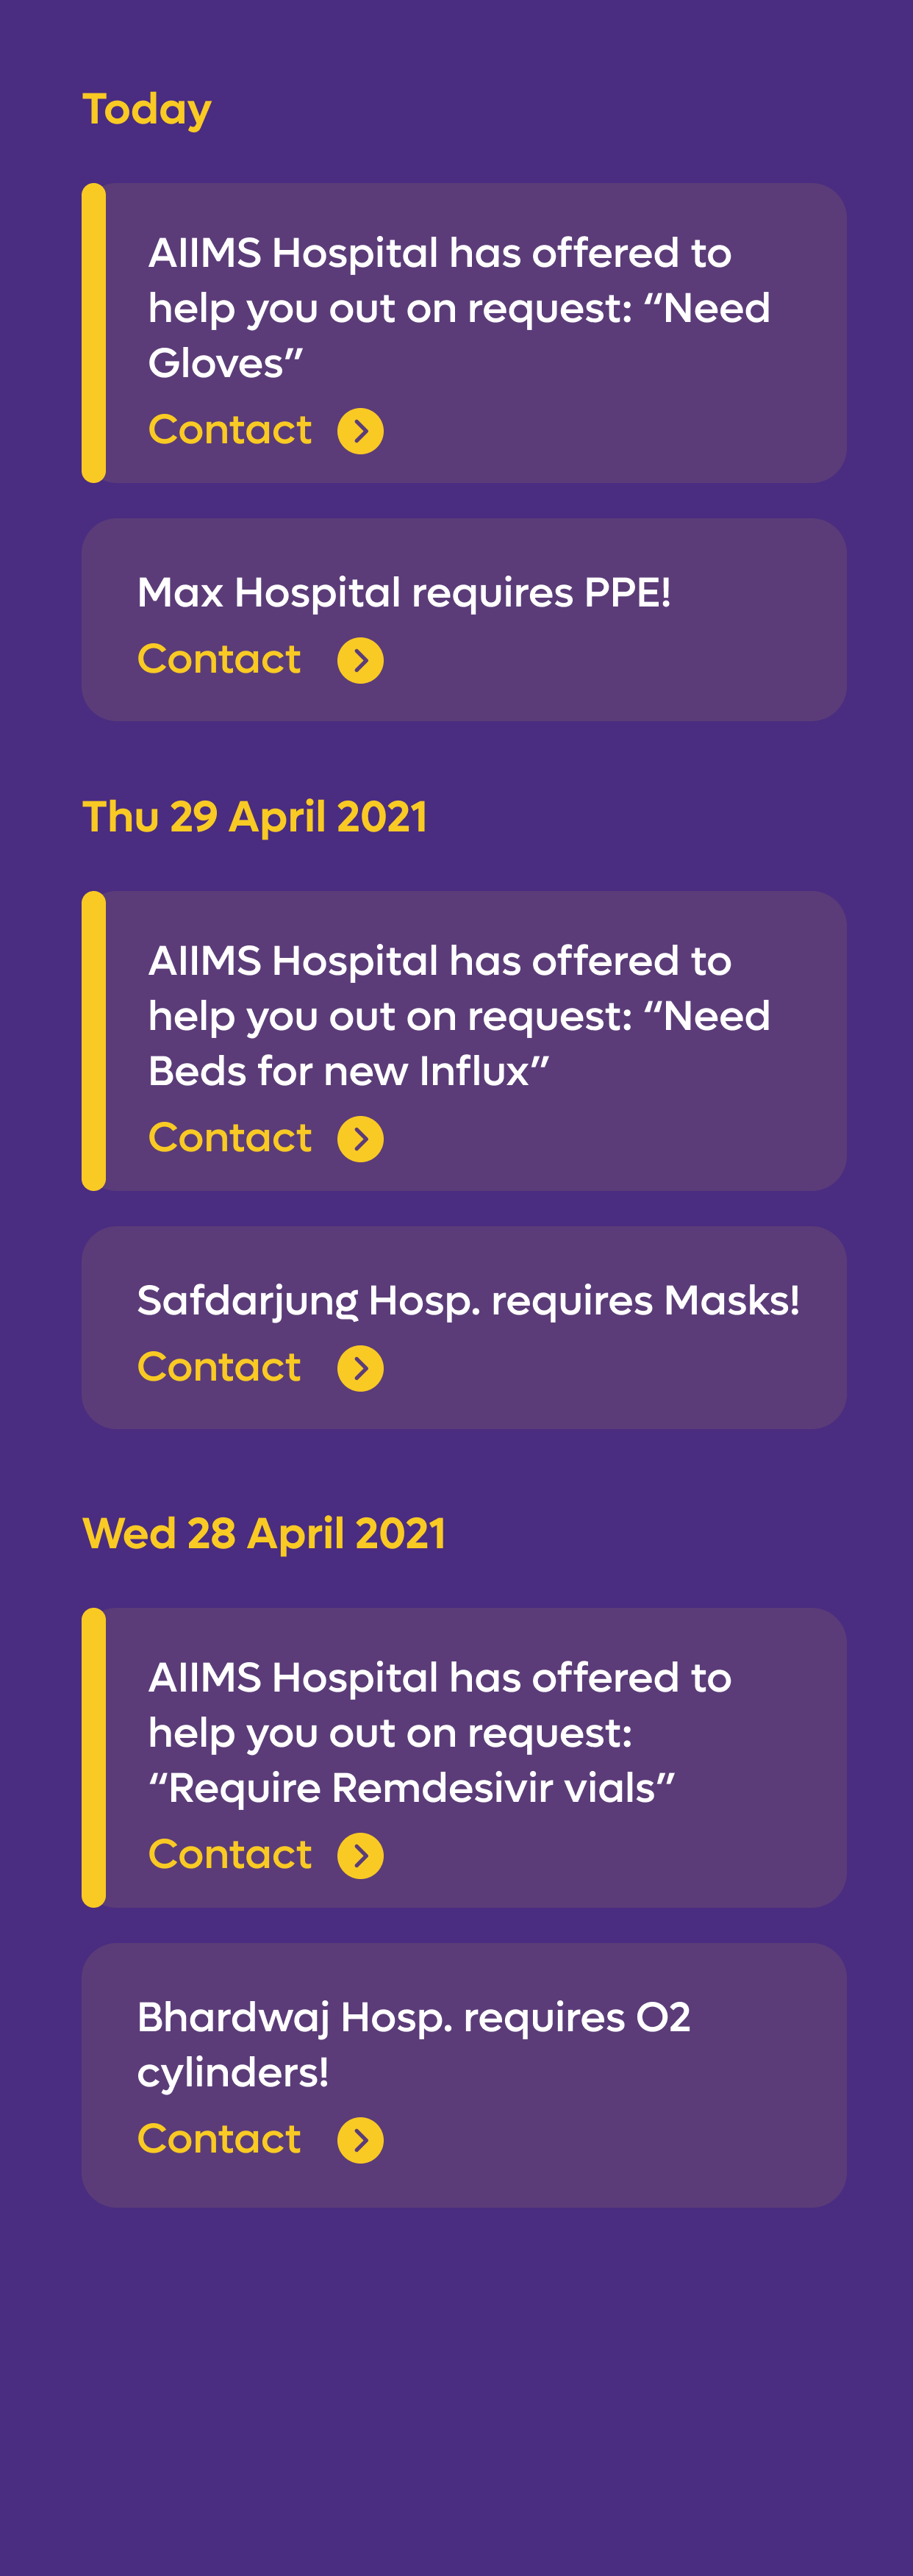 Today
AIIMS Hospital has offered to
help you out on request: “Need
Gloves”
Contact
Max Hospital requires PPE!
Contact
Thu 29 April 2021
AIIMS Hospital has offered to
help you out on request: “Need
Beds for new Influx”
Contact
Safdarjung Hosp. requires Masks!
Contact
Wed 28 April 2021
AIIMS Hospital has offered to
help you out on request:
“Require Remdesivir vials”
Contact
Bhardwaj Hosp. requires O2
cylinders!
Contact